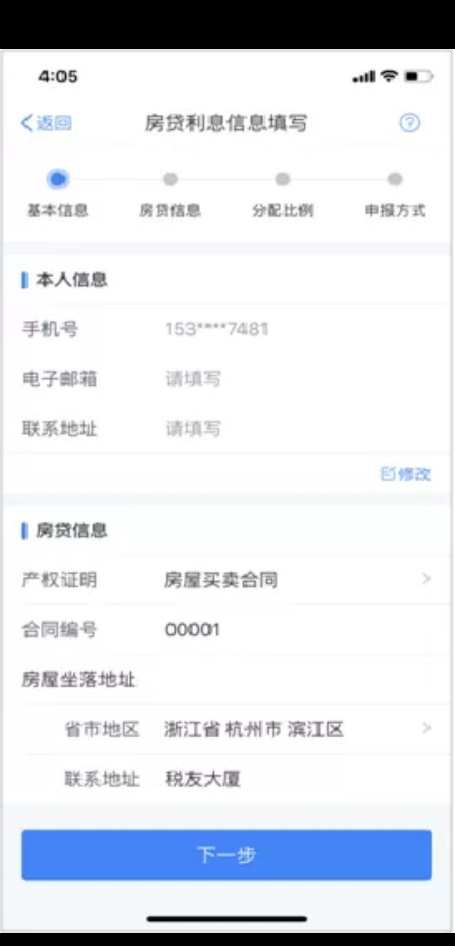 4:05
返回 房贷利息信息填写
基本信息 房贷信息 分配比例 申报方式
本人信息
手机号 153****7481
电子邮箱 请填写
联系地址 请填写
修改
房贷信息
产权证明 房屋买卖合同
合同编号 00001
房屋坐落地址
省市地区 浙江省 杭州市 滨江区
联系地址 税友大厦
下一步